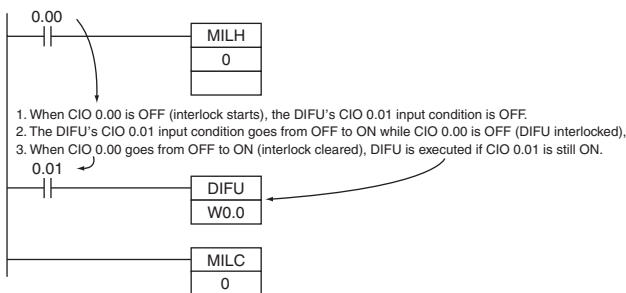 0.00
MILH
0
1. When CIO 0.00 is OFF (interlock starts), the DIFU's CIO 0.01 input condition is OFF.
2. The DIFU's CIO 0.01 input condition goes from OFF to ON while CIO 0.00 is OFF (DIFU interlocked),
3. When CIO 0.00 goes from OFF to ON (interlock cleared), DIFU is executed if CIO 0.01 is still ON.
0.01
DIFU
W0.0
MILC
0